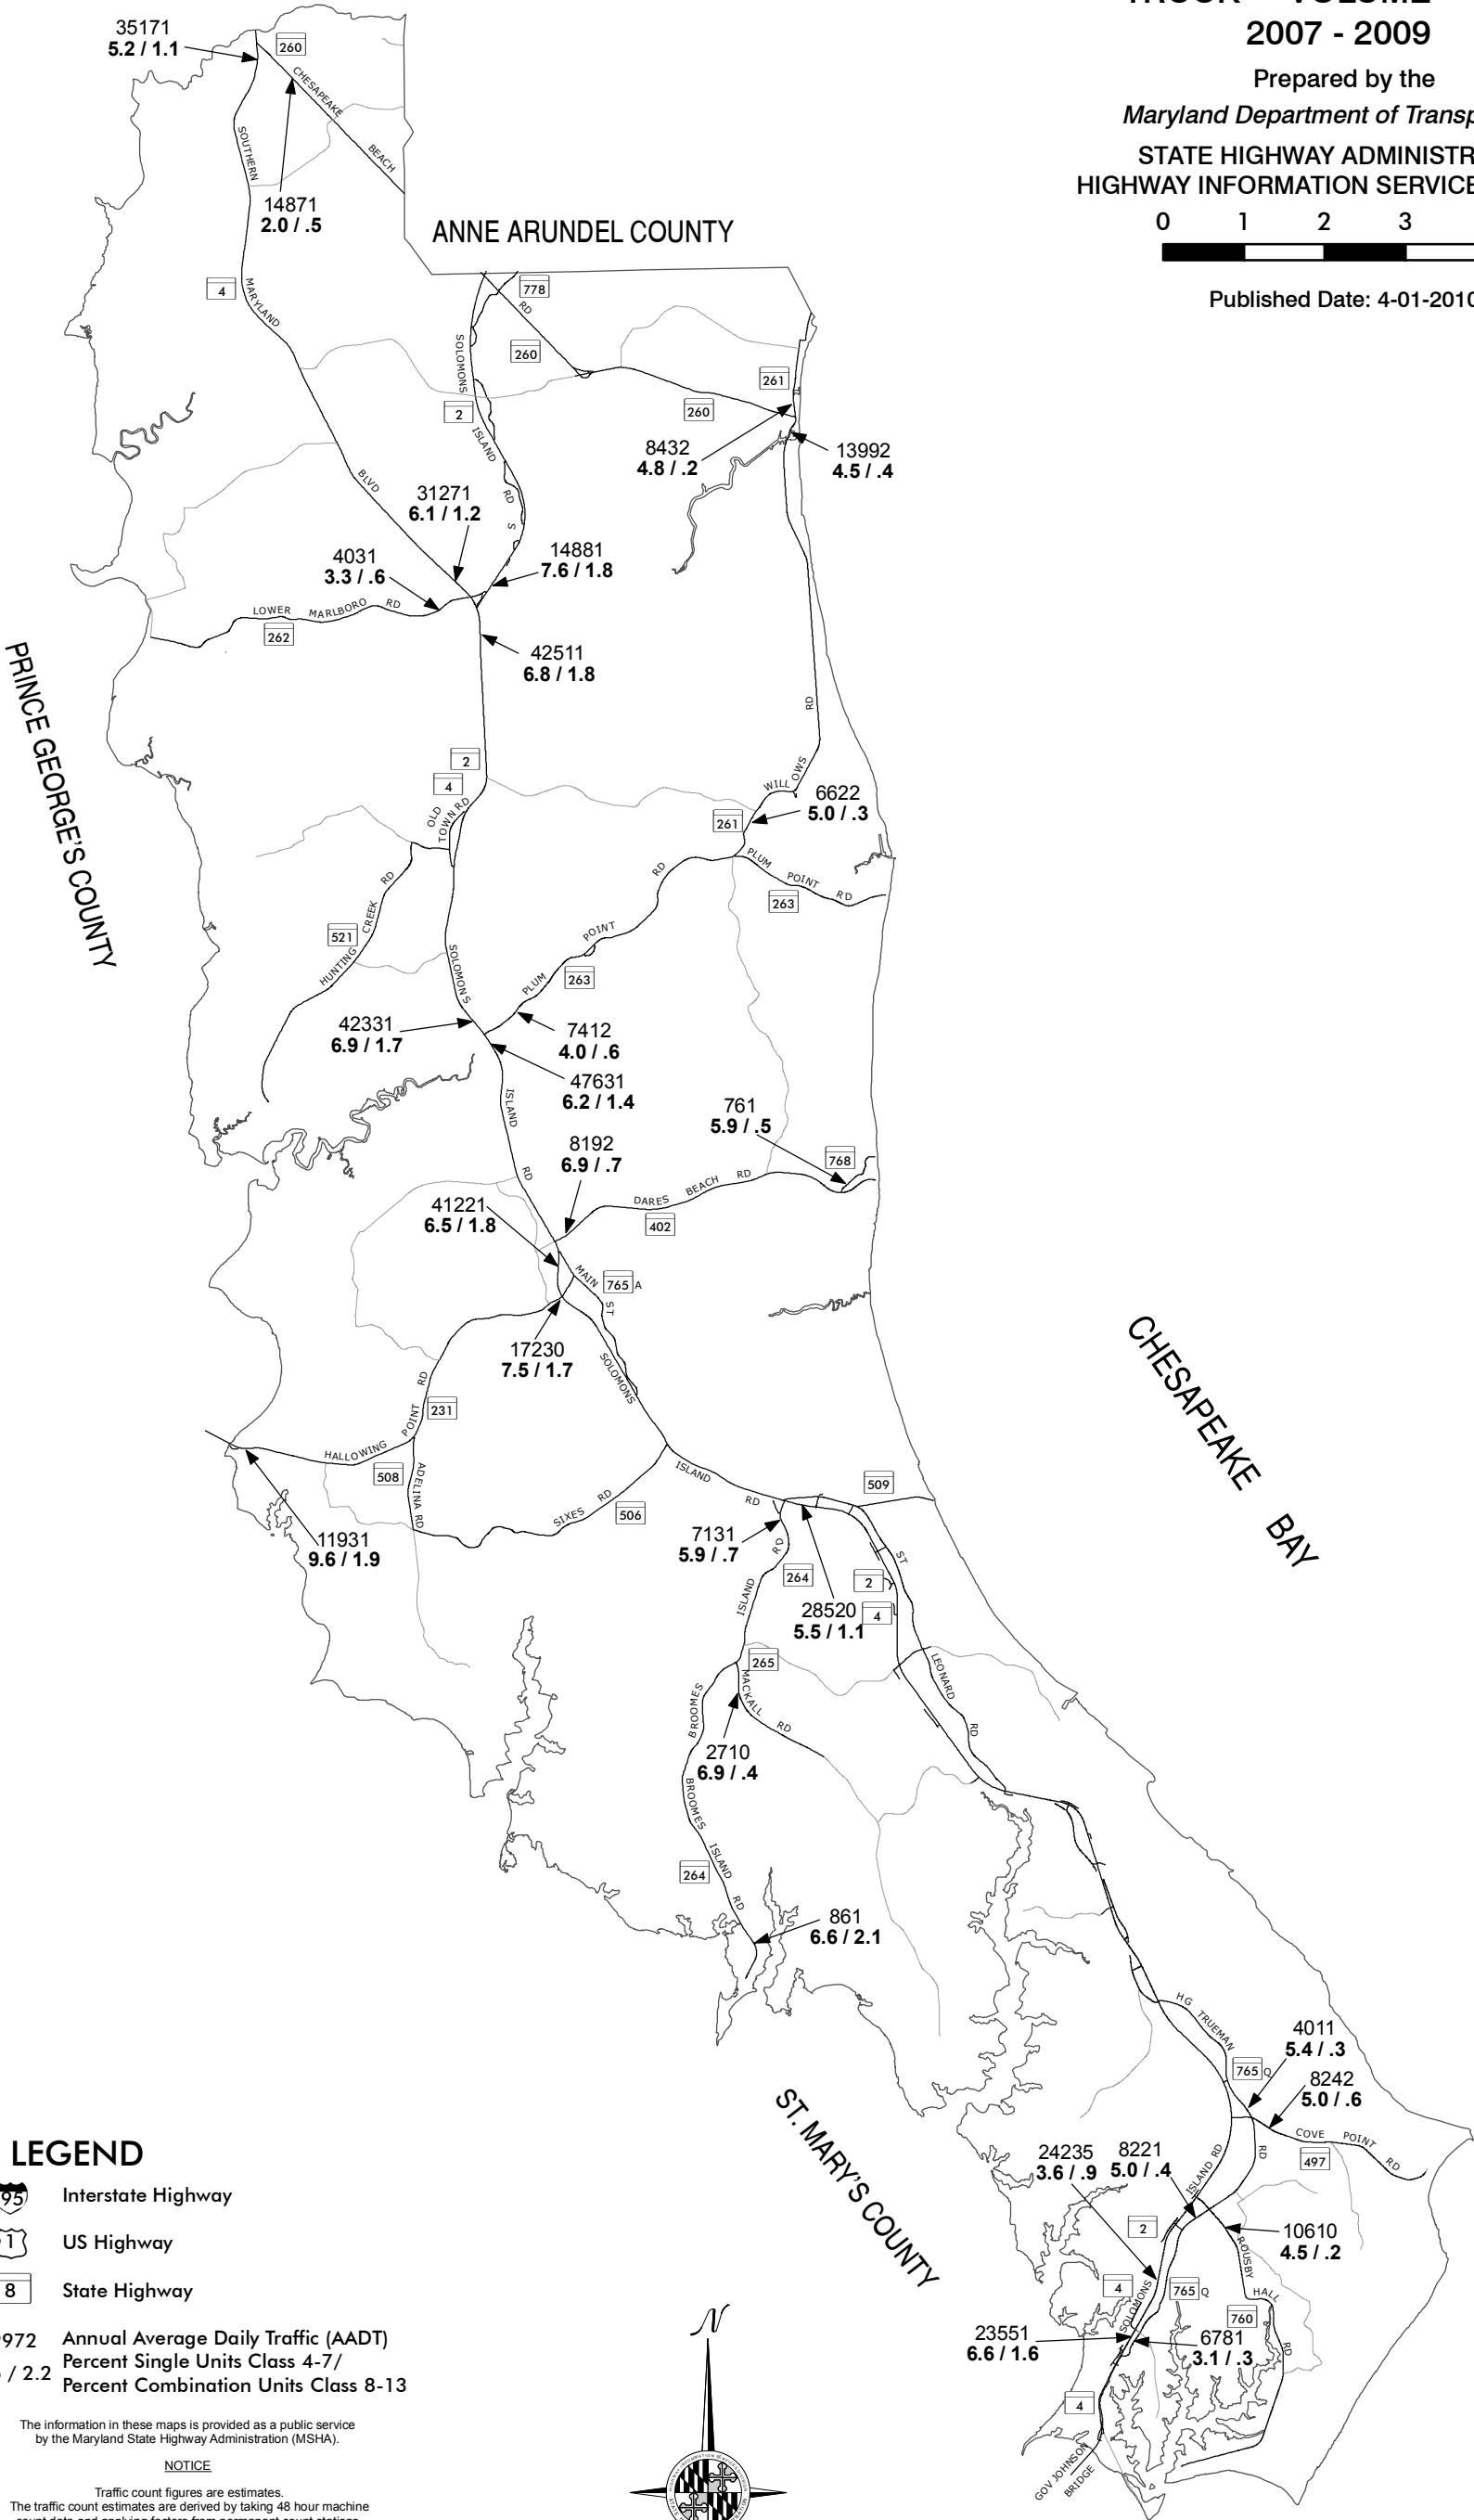 2007 - 2009
Prepared by the
Maryland Department of
STATE HIGHWAY
HIGHWAY INFORMATION
0 1 2 3
Published Date: 4-01-2010
35171
5.2 / 1.1
260
CHESAPEAKE
BEACH
SOUTHERN
14871
2.0 / .5
ANNE ARUNDEL COUNTY
4
MARYLAND
778
RD
260
SOLOMONS
261
2
260
ISLAND
8432
4.8 / .2
13992
4.5 / .4
BLVD
31271
6.1 / 1.2
RD
S
4031
3.3 / .6
14881
7.6 / 1.8
LOWER MARLBORO RD
262
42511
6.8 / 1.8
PRINCE GEORGE'S COUNTY
RD
2
4
WILLOWS
6622
5.0 / .3
OLD
TOWN RD
261
PLUM POINT RD
263
HUNTING CREEK RD
521
PLUM POINT RD
263
SOLOMONS
42331
6.9 / 1.7
7412
4.0 / .6
47631
6.2 / 1.4
ISLAND
761
5.9 / .5
8192
6.9 / .7
768
RD
DARES BEACH RD
402
41221
6.5 / 1.8
MAIN ST
765 A
17230
7.5 / 1.7
SOLOMONS
CHESAPEAKE
BAY
HALLOWING POINT RD
231
508
ADELINA RD
ISLAND
RD
509
SIXES RD
506
11931
9.6 / 1.9
7131
5.9 / .7
RD
264
ISLAND
ST
2
28520
5.5 / 1.1
4
265
LEONARD
RD
BROOMES
MACKALL RD
2710
6.9 / .4
BROOMES ISLAND RD
264
861
6.6 / 2.1
HG TRUEMAN
4011
5.4 / .3
765 Q
8242
5.0 / .6
COVE POINT RD
497
RD
ST. MARY'S COUNTY
24235
3.6 / .9
8221
5.0 / .4
ISLAND RD
2
10610
4.5 / .2
ROUSBY
HALL
RD
4
SOLOMONS
765 Q
760
23551
6.6 / 1.6
6781
3.1 / .3
4
GOV JOHNSON
BRIDGE
N
LEGEND
95 Interstate Highway
1 US Highway
8 State Highway
972 Annual Average Daily Traffic (AADT)
/ 2.2 Percent Single Units Class 4-7/
Percent Combination Units Class 8-13
The information in these maps is provided as a public service
by the Maryland State Highway Administration (MSHA).
NOTICE
Traffic count figures are estimates.
The traffic count estimates are derived by taking 48 hour machine